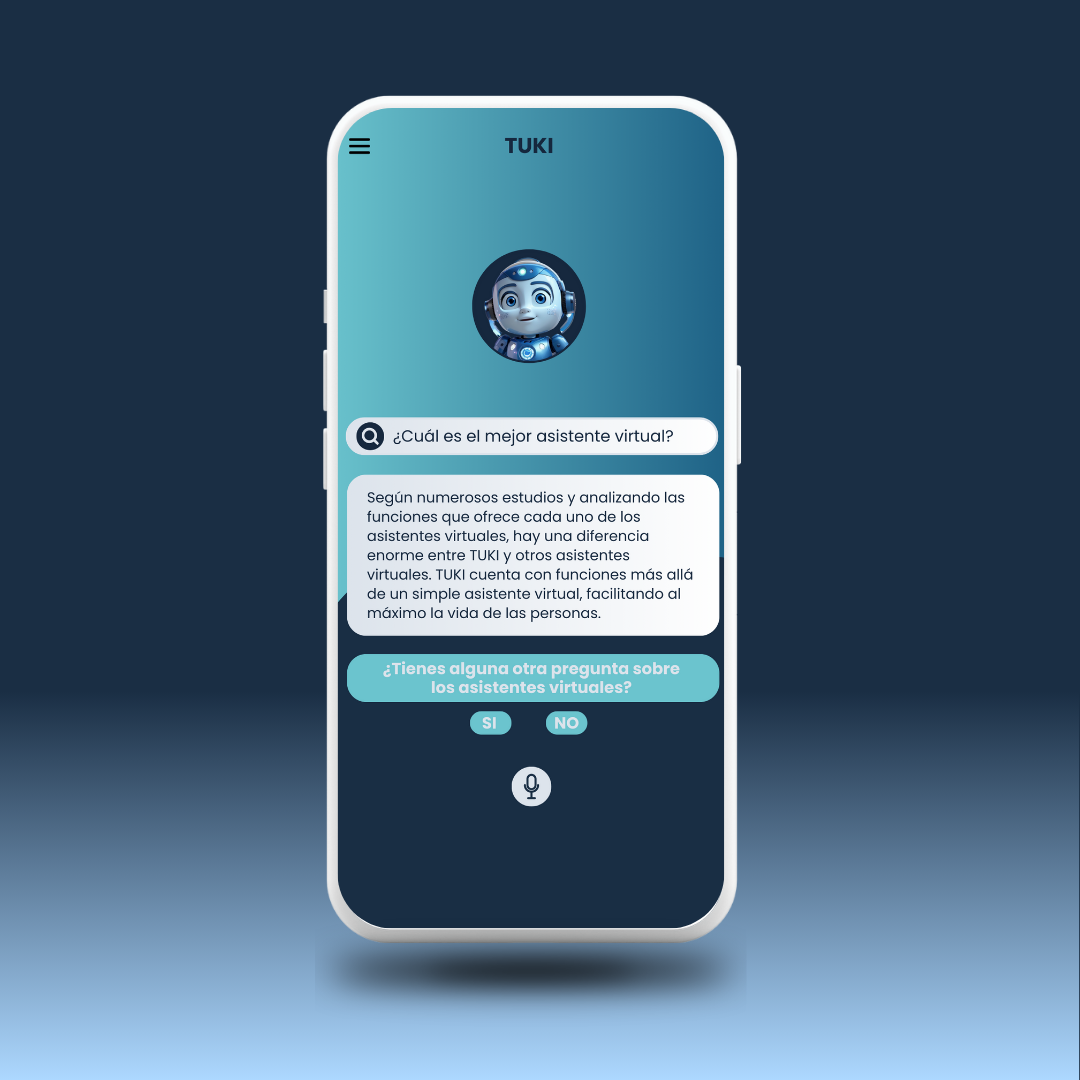 TUKI
¿Cuál es el mejor asistente virtual?
Según numerosos estudios y analizando las
funciones que ofrece cada uno de los
asistentes virtuales, hay una diferencia
enorme entre TUKI y otros asistentes
virtuales. TUKI cuenta con funciones más allá
de un simple asistente virtual, facilitando al
máximo la vida de las personas.
¿Tienes alguna otra pregunta sobre
los asistentes virtuales?
SI NO